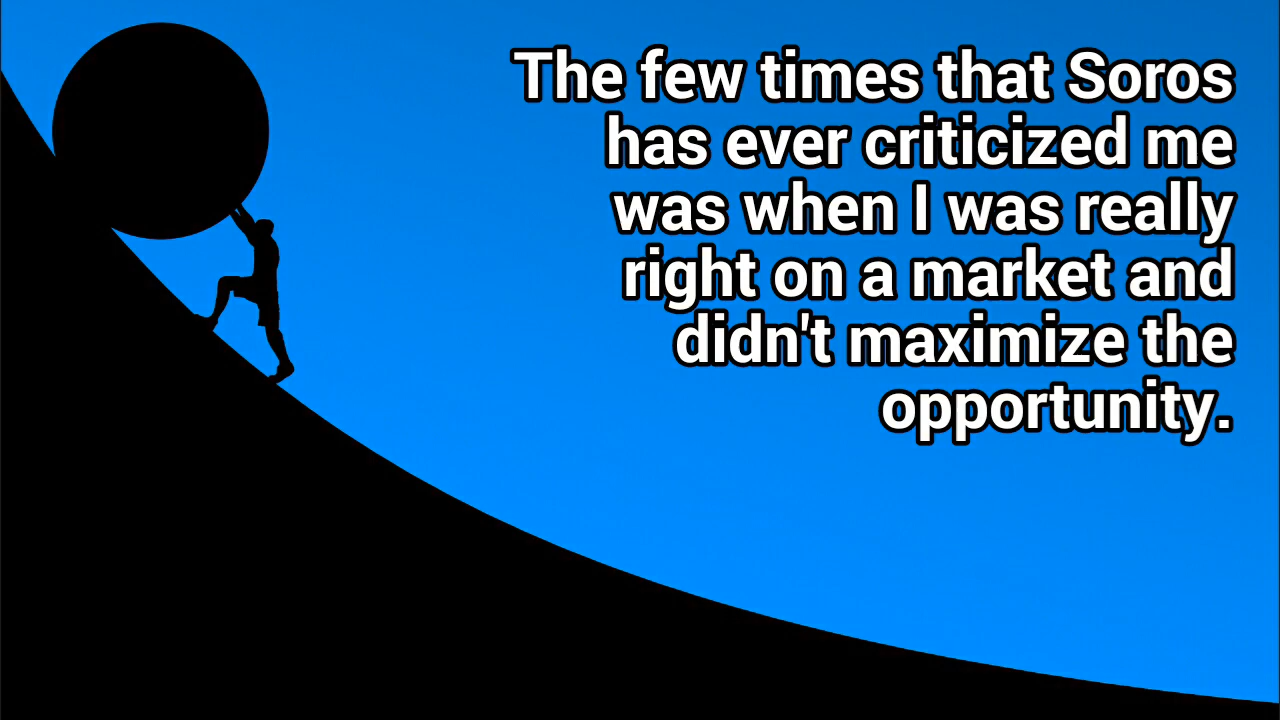 The few times that Soros
has ever criticized me
was when I was really
right on a market and
didn't maximize the
opportunity.